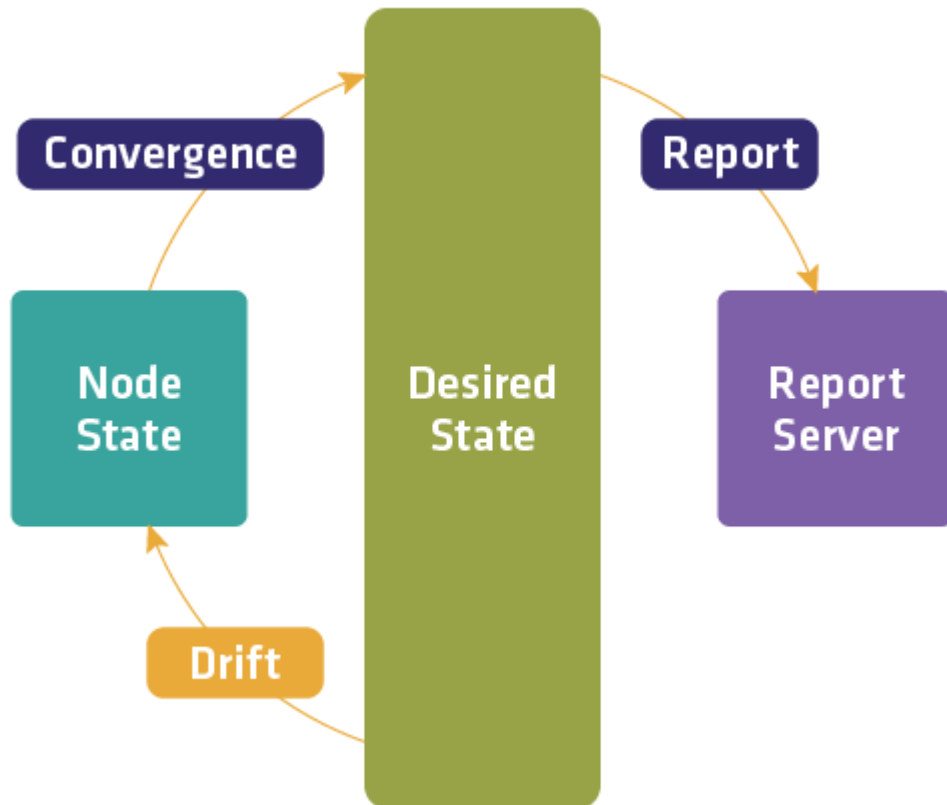 Convergence
Report
Node
State
Desired
State
Report
Server
Drift